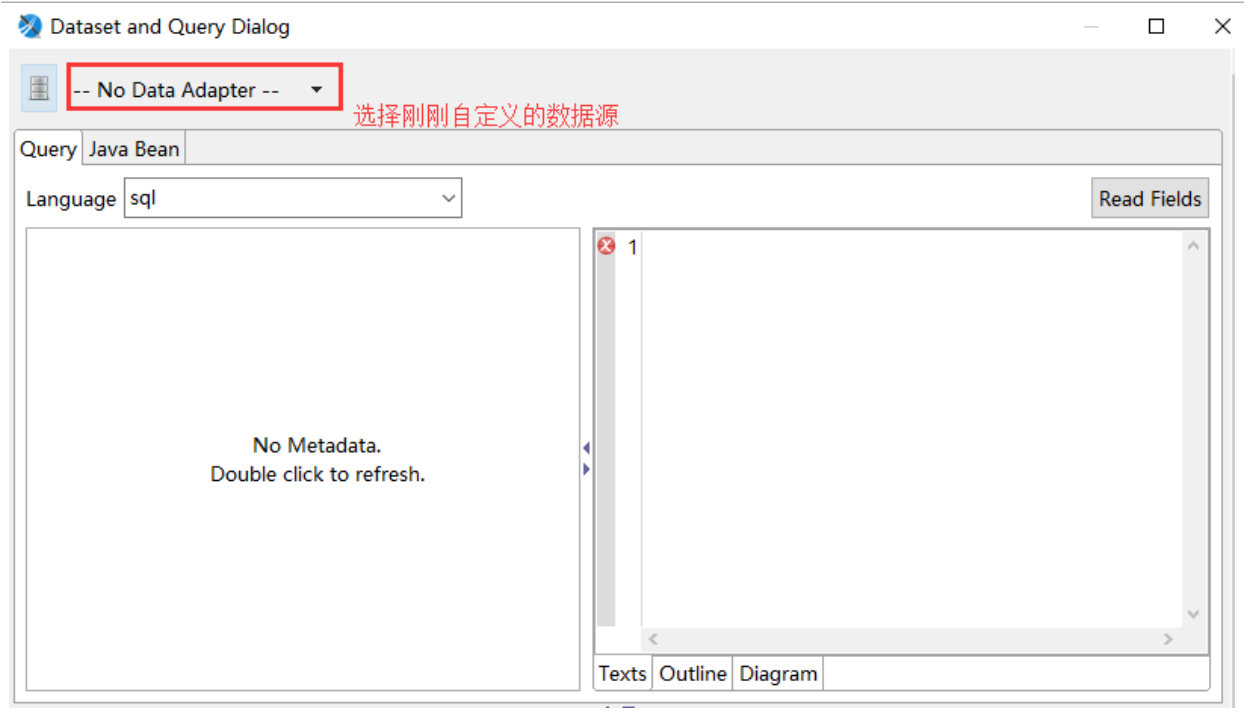 Dataset and Query Dialog
-- No Data Adapter --
选择刚刚自定义的数据源
Query Java Bean
Language sql Read Fields
1
No Metadata.
Double click to refresh.
Texts Outline Diagram